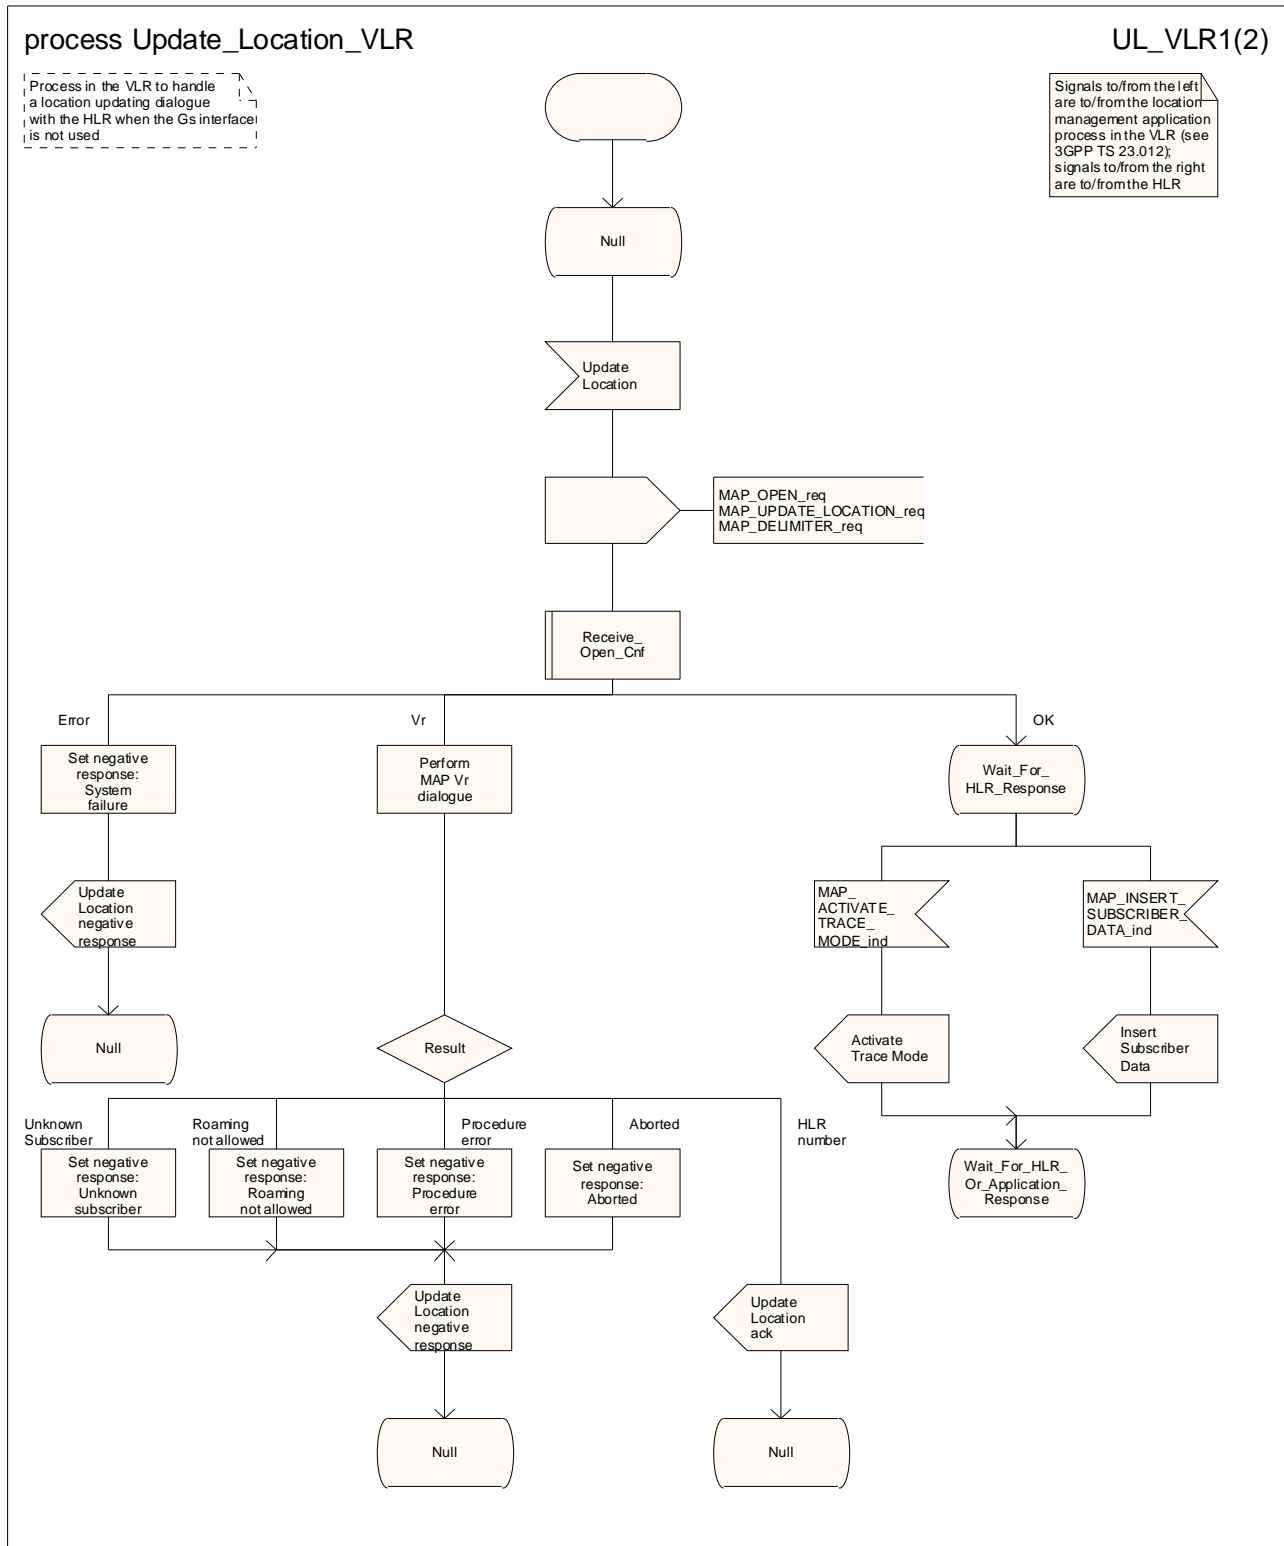 process Update_Location_VLR
UL_VLR1(2)
Process in the VLR to handle
a location updating dialogue
with the HLR when the Gs interface
is not used
Signals to/from the left
are to/from the location
management application
process in the VLR (see
3GPP TS 23.012);
signals to/from the right
are to/from the HLR
Null
Update
Location
MAP_OPEN_req
MAP_UPDATE_LOCATION_req
MAP_DELIMITER_req
Receive_
Open_Cnf
Error
Vr
OK
Set negative
response:
System
failure
Perform
MAP Vr
dialogue
Wait_For_
HLR_Response
Update
Location
negative
response
MAP_
ACTIVATE_
TRACE_
MODE_ind
MAP_INSERT_
SUBSCRIBER_
DATA_ind
Null
Result
Activate
Trace Mode
Insert
Subscriber
Data
Unknown
Subscriber
Roaming
not allowed
Procedure
error
Aborted
HLR
number
Set negative
response:
Unknown
subscriber
Set negative
response:
Roaming
not allowed
Set negative
response:
Procedure
error
Set negative
response:
Aborted
Wait_For_HLR_
Or_Application_
Response
Update
Location
negative
response
Update
Location
ack
Null
Null